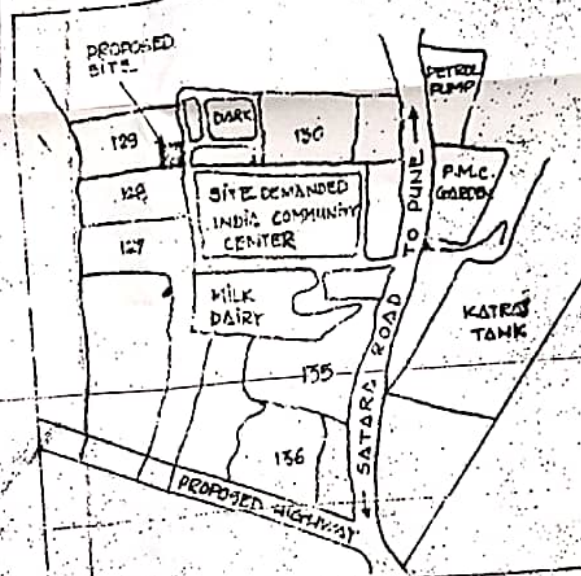 PROPOSED
SITE
PETROL
PUMP
DARK
129
130
P.M.C.
GARDEN
128
SITE DEMANDED
INDIA COMMUNITY
CENTER
TO PUNE
127
MILK
DAIRY
KATRAJ
TANK
SATARA ROAD
135
136
PROPOSED HIGHWAY